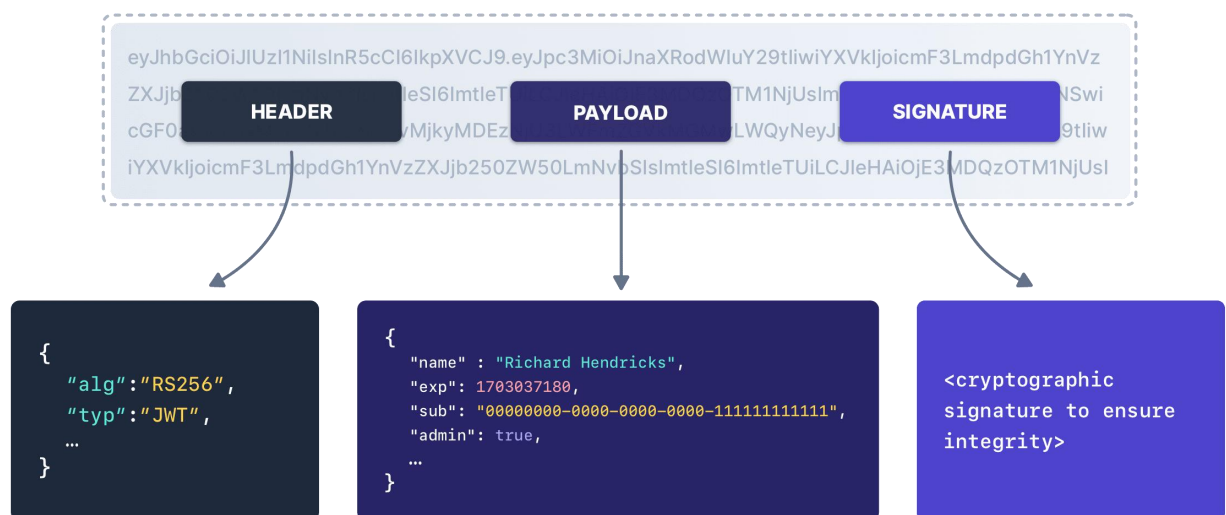 eyJhbGciOiJIUzI1NiIsInR5cCI6IkpXVCJ9.eyJpc3MiOiJnaXRodWIuY29tIiwiYXVkIjoicmF3LmdpdGh1YnVz
HEADER
PAYLOAD
SIGNATURE
iYXVkIjoicmF3LmdpdGh1YnVzZXJjb250ZW50LmNvbSIsImtleSI6ImtleTUiLCJleHAiOjE3MDQzOTM1NjUsI
{
“alg”:“RS256”,
“typ”:“JWT”,
…
}
{
"name" : "Richard Hendricks",
"exp": 1703037180,
"sub": "00000000-0000-0000-0000-111111111111",
"admin": true,
…
}
<cryptographic
signature to ensure
integrity>